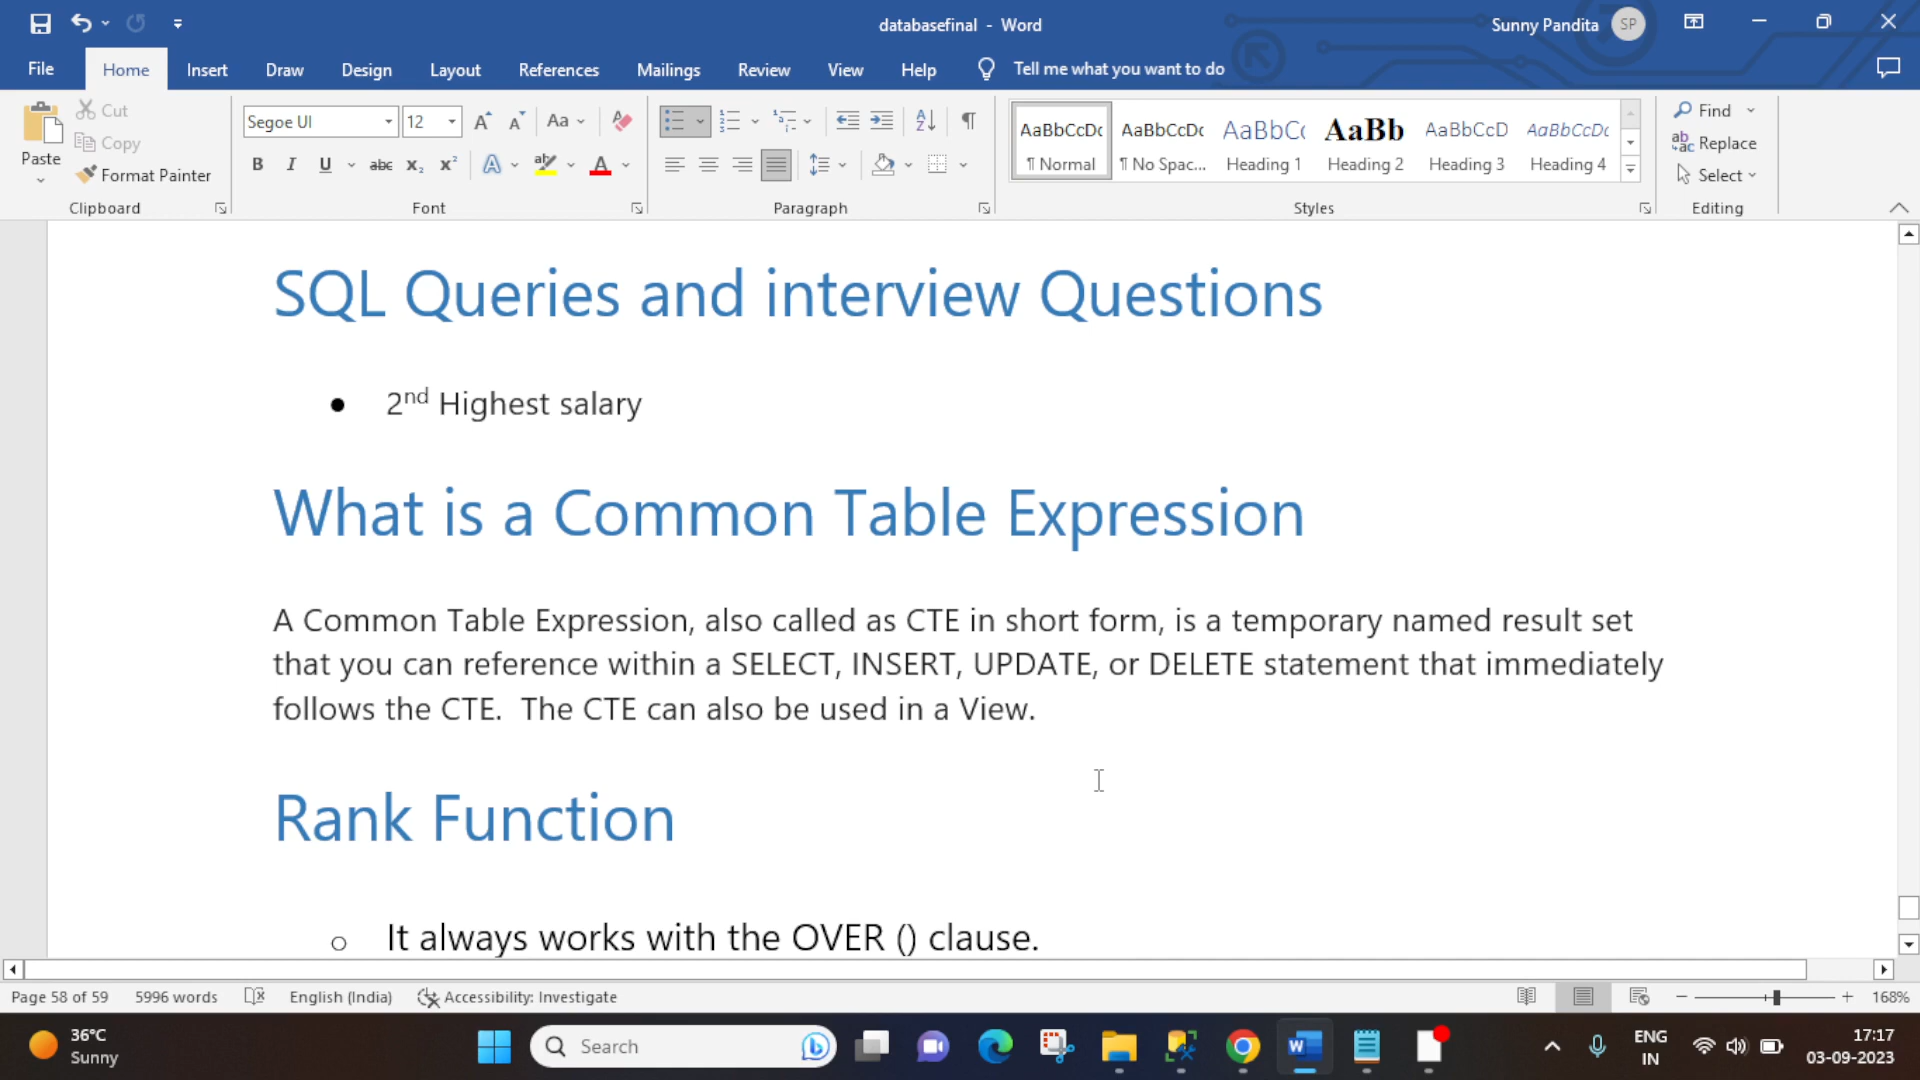 databasefinal - Word
Sunny Pandita SP
File Home Insert Draw Design Layout References Mailings Review View Help Tell me what you want to do
Paste
Cut
Copy
Format Painter
Clipboard
Segoe UI 12 Aa
B I U abc x₂ x² A A
Font
Paragraph
AaBbCcDc AaBbCcDc AaBbC AaBb AaBbCcD AaBbCcDc
¶ Normal ¶ No Spac... Heading 1 Heading 2 Heading 3 Heading 4
Styles
Find
Replace
Select
Editing
SQL Queries and interview Questions
● 2nd Highest salary
What is a Common Table Expression
A Common Table Expression, also called as CTE in short form, is a temporary named result set
that you can reference within a SELECT, INSERT, UPDATE, or DELETE statement that immediately
follows the CTE. The CTE can also be used in a View.
Rank Function
o It always works with the OVER () clause.
Page 58 of 59 5996 words English (India) Accessibility: Investigate 168%
36°C
Sunny
Search
ENG
IN
17:17
03-09-2023